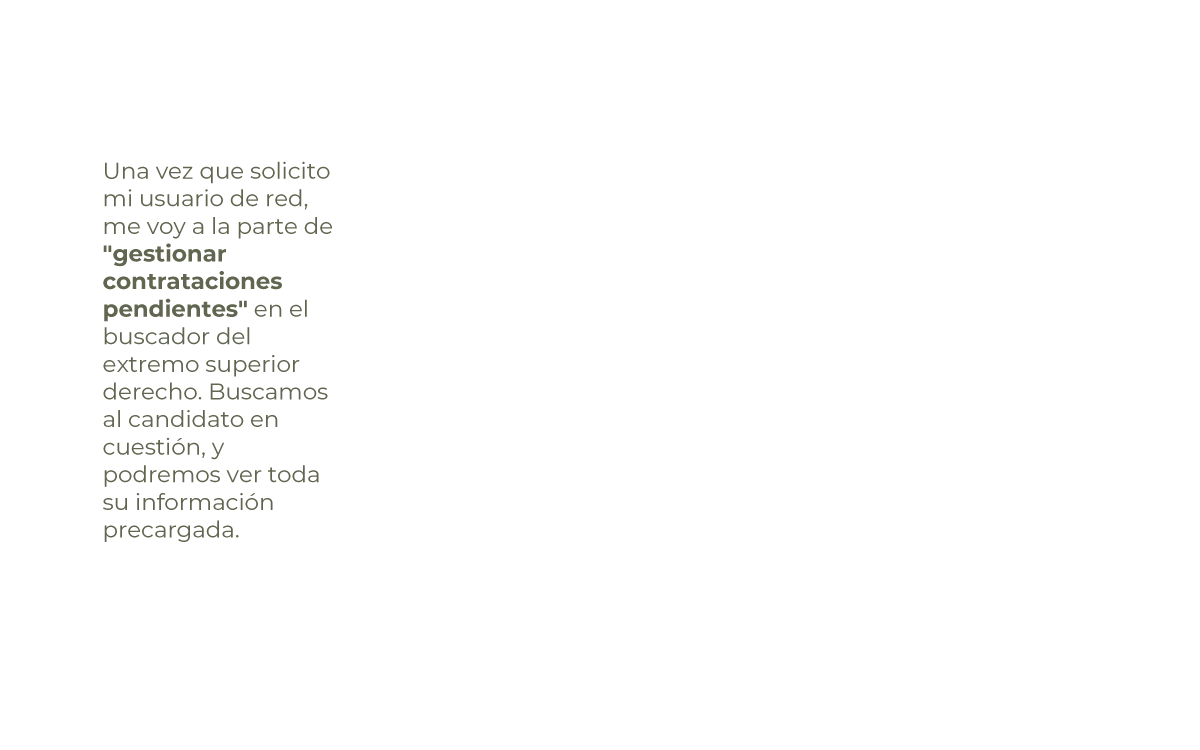 Una vez que solicito
mi usuario de red,
me voy a la parte de
"gestionar
contrataciones
pendientes" en el
buscador del
extremo superior
derecho. Buscamos
al candidato en
cuestión, y
podremos ver toda
su información
precargada.